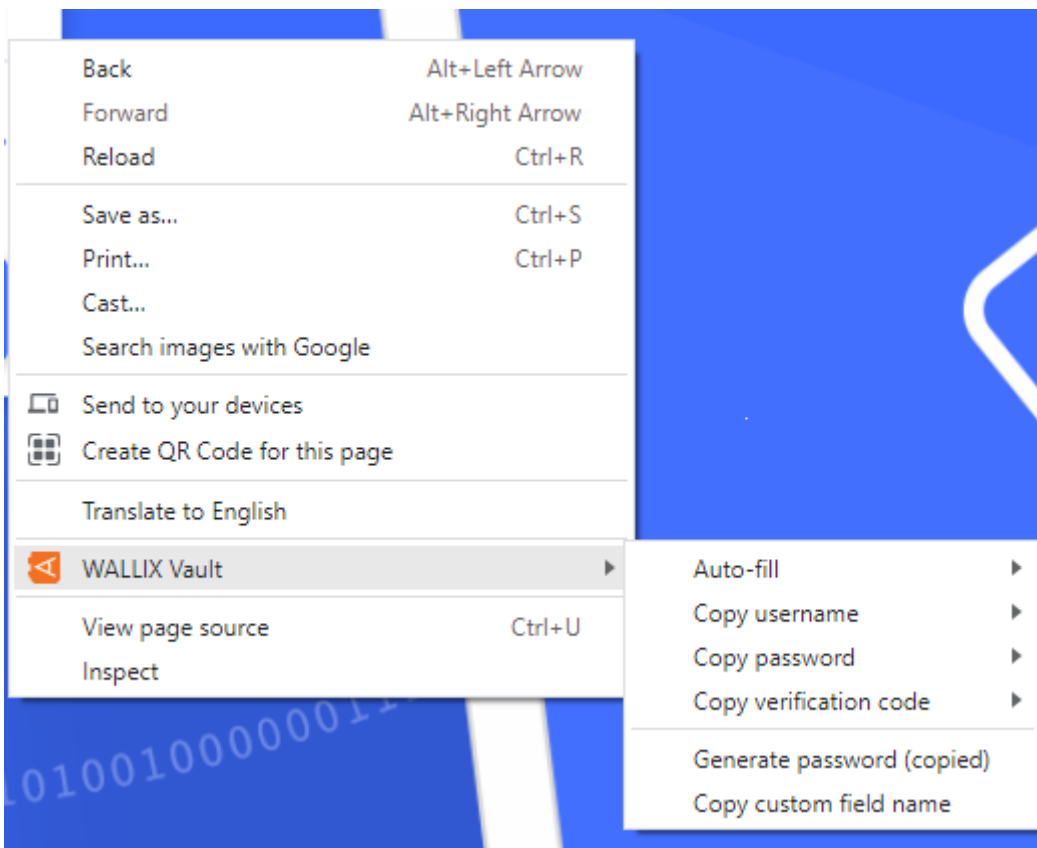 Back Alt+Left Arrow
Forward Alt+Right Arrow
Reload Ctrl+R
Save as... Ctrl+S
Print... Ctrl+P
Cast...
Search images with Google
Send to your devices
Create QR Code for this page
Translate to English
WALLIX Vault
View page source Ctrl+U
Inspect
Auto-fill
Copy username
Copy password
Copy verification code
Generate password (copied)
Copy custom field name